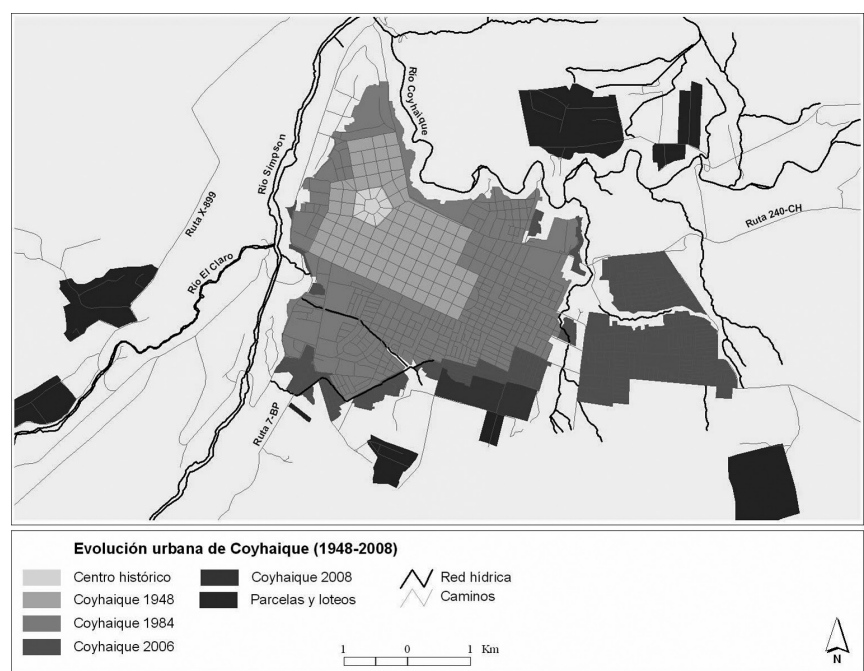 Río Coyhaique
Río Simpson
Ruta X-899
Ruta 240-CH
Río El Claro
Ruta 7-BP
Evolución urbana de Coyhaique (1948-2008)
Centro histórico
Coyhaique 1948
Coyhaique 1984
Coyhaique 2006
Coyhaique 2008
Parcelas y loteos
Red hídrica
Caminos
1 0 1 Km
N